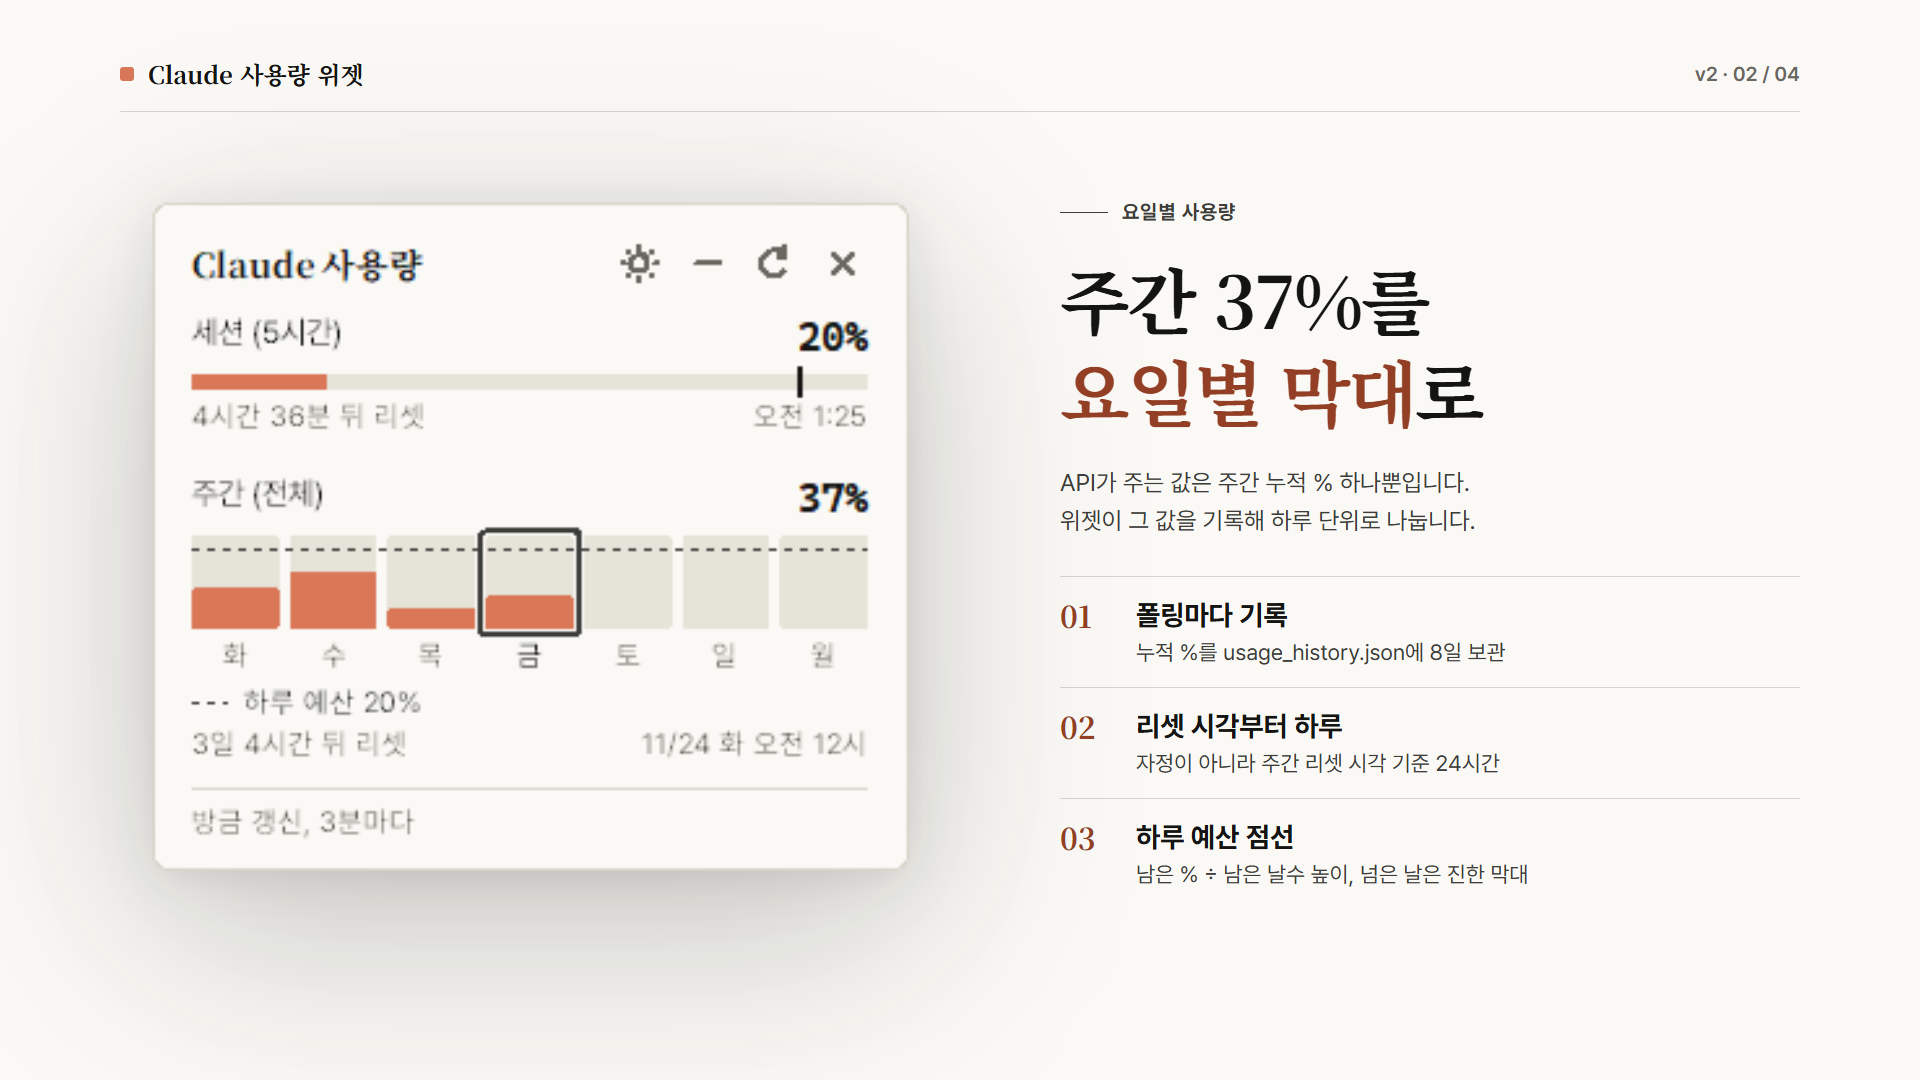 Claude 사용량 위젯
v2 · 02 / 04
Claude 사용량
세션 (5시간)
20%
4시간 36분 뒤 리셋
오전 1:25
주간 (전체)
37%
화 수 목 금 토 일 월
--- 하루 예산 20%
3일 4시간 뒤 리셋
11/24 화 오전 12시
방금 갱신, 3분마다
요일별 사용량
주간 37%를
요일별 막대로
API가 주는 값은 주간 누적 % 하나뿐입니다.
위젯이 그 값을 기록해 하루 단위로 나눕니다.
01 폴링마다 기록
누적 %를 usage_history.json에 8일 보관
02 리셋 시각부터 하루
자정이 아니라 주간 리셋 시각 기준 24시간
03 하루 예산 점선
남은 % ÷ 남은 날수 높이, 넘은 날은 진한 막대